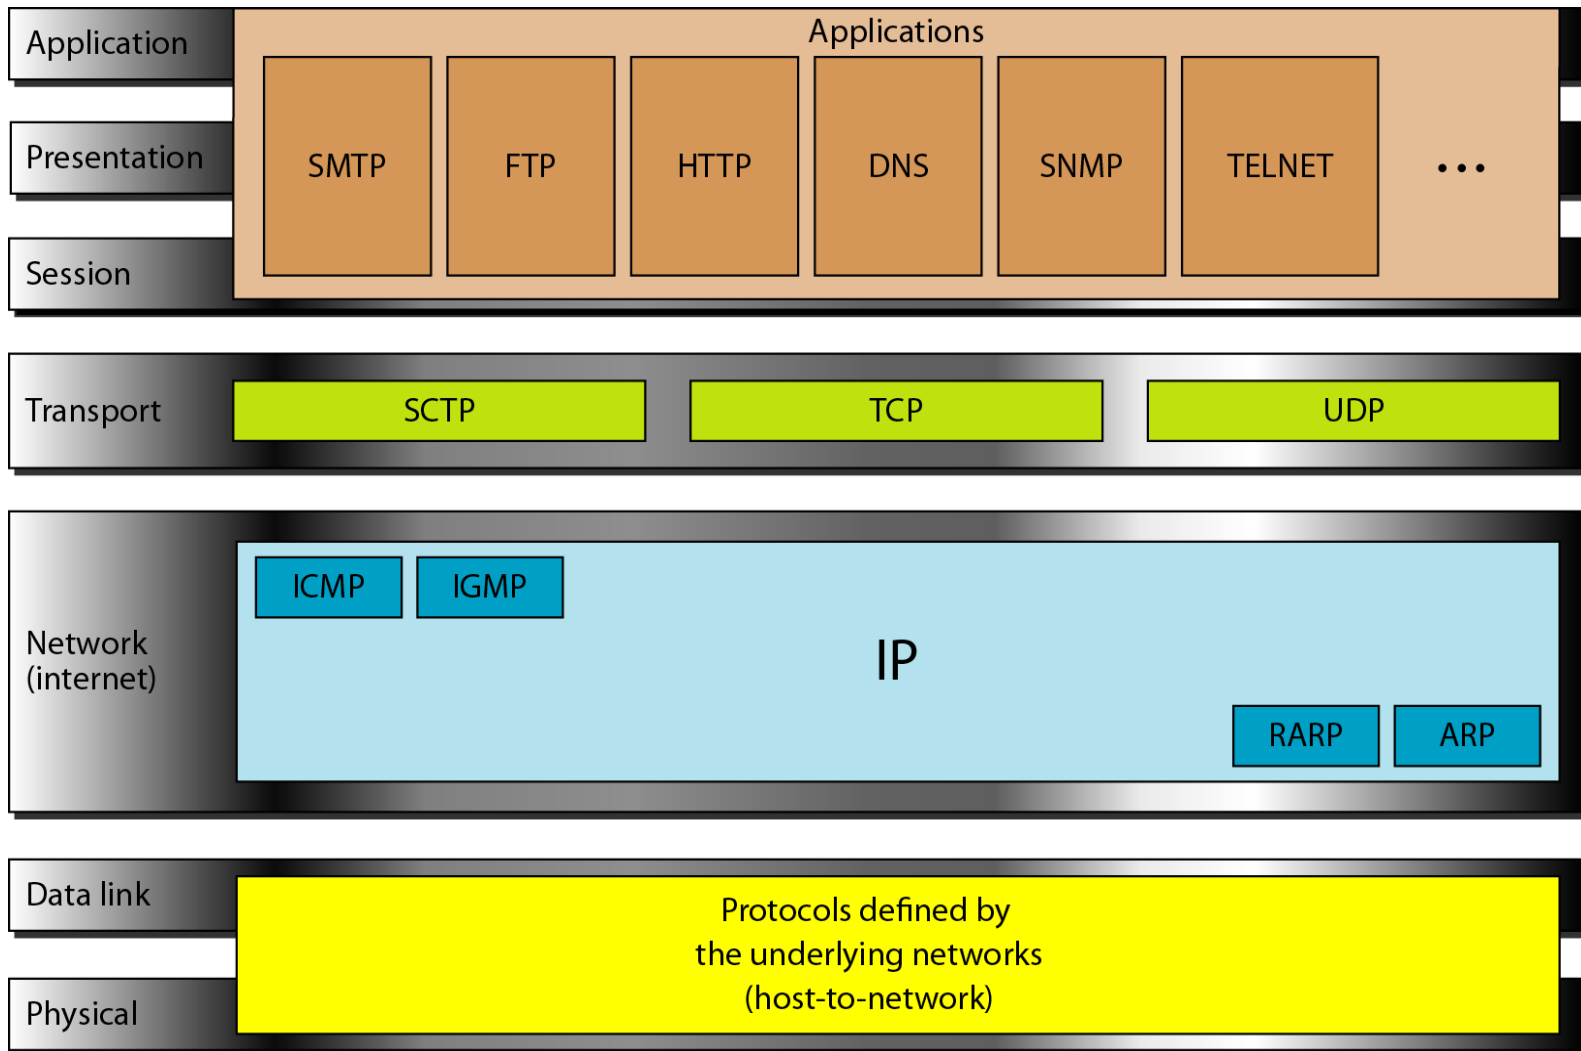 Application
Applications
Presentation
SMTP
FTP
HTTP
DNS
SNMP
TELNET
...
Session
Transport
SCTP
TCP
UDP
Network
(internet)
ICMP
IGMP
IP
RARP
ARP
Data link
Protocols defined by
the underlying networks
(host-to-network)
Physical